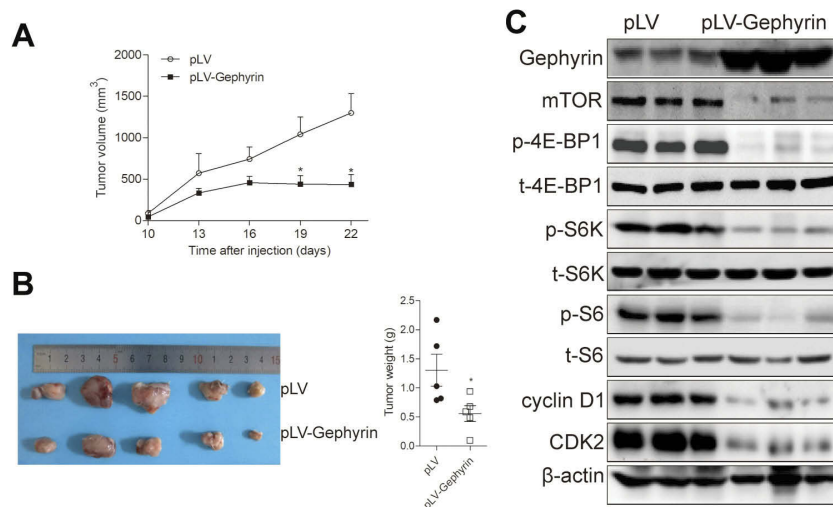 A
pLV
pLV-Gephyrin
Tumor volume (mm³)
2000
1500
1000
500
0
* *
10 13 16 19 22
Time after injection (days)
B
1 2 3 4 5 6 7 8 9 10 1 2 3 4 15
pLV
pLV-Gephyrin
Tumor weight (g)
2.5
2.0
1.5
1.0
0.5
0.0
*
pLV
pLV-Gephyrin
C
pLV pLV-Gephyrin
Gephyrin
mTOR
p-4E-BP1
t-4E-BP1
p-S6K
t-S6K
p-S6
t-S6
cyclin D1
CDK2
β-actin